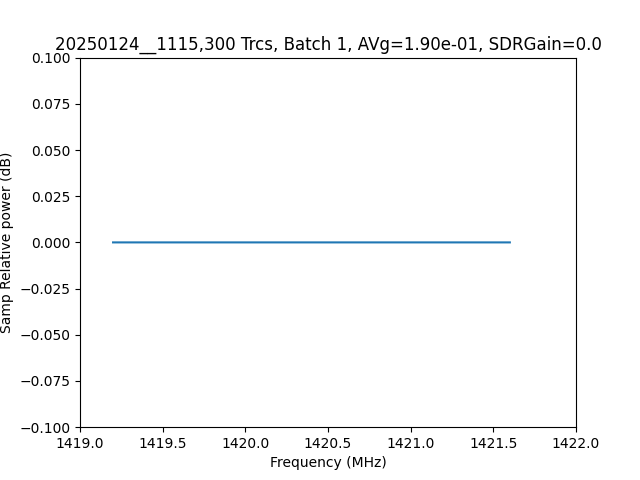 20250124__1115,300 Trcs, Batch 1, AVg=1.90e-01, SDRGain=0.0
0.100
0.075
0.050
0.025
0.000
−0.025
−0.050
−0.075
−0.100
Samp Relative power (dB)
1419.0 1419.5 1420.0 1420.5 1421.0 1421.5 1422.0
Frequency (MHz)